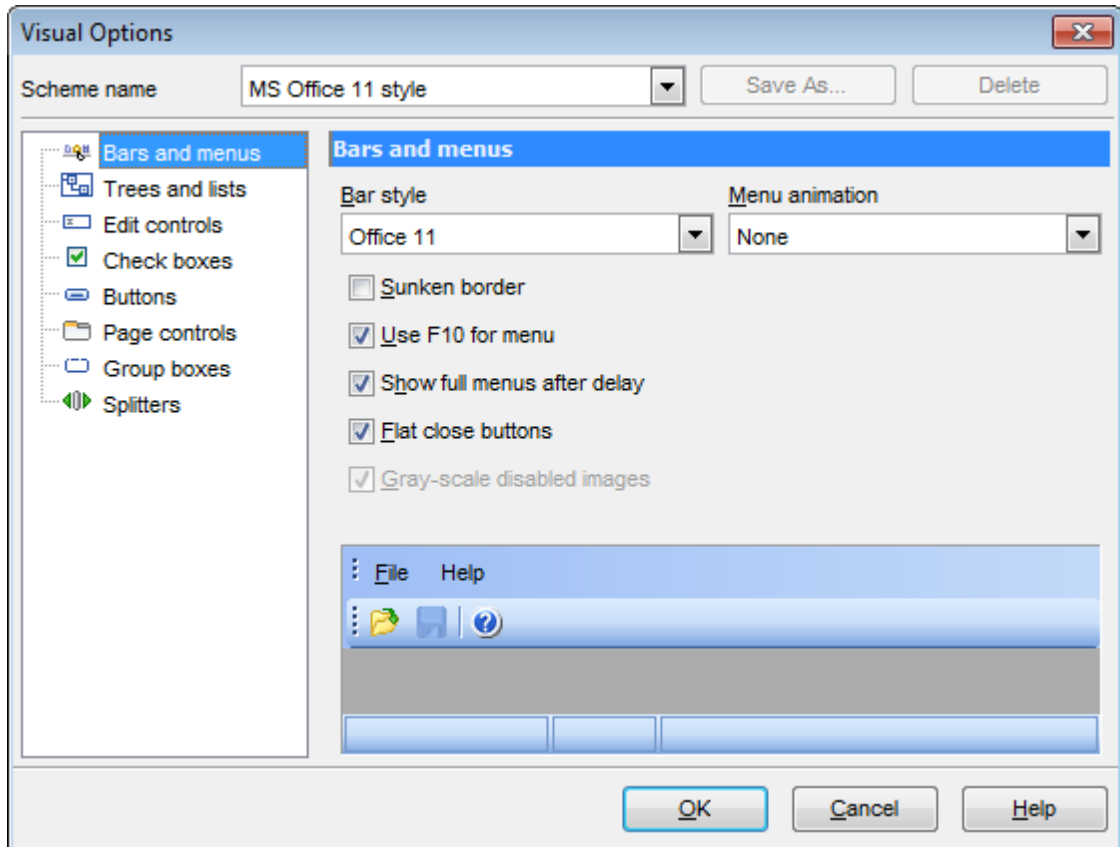 Visual Options
Scheme name MS Office 11 style Save As... Delete
Bars and menus
Trees and lists
Edit controls
Check boxes
Buttons
Page controls
Group boxes
Splitters
Bars and menus
Bar style Menu animation
Office 11 None
Sunken border
Use F10 for menu
Show full menus after delay
Flat close buttons
Gray-scale disabled images
File Help
OK Cancel Help